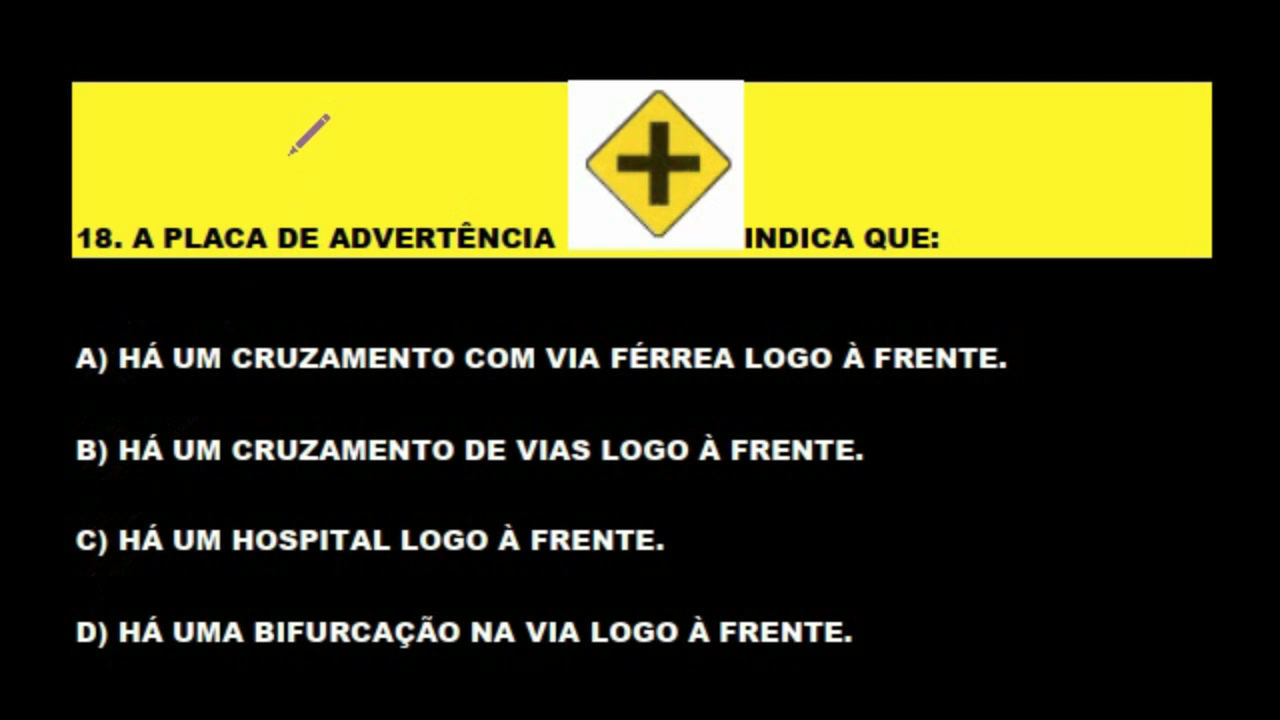 18. A PLACA DE ADVERTÊNCIA INDICA QUE:
A) HÁ UM CRUZAMENTO COM VIA FÉRREA LOGO À FRENTE.
B) HÁ UM CRUZAMENTO DE VIAS LOGO À FRENTE.
C) HÁ UM HOSPITAL LOGO À FRENTE.
D) HÁ UMA BIFURCAÇÃO NA VIA LOGO À FRENTE.